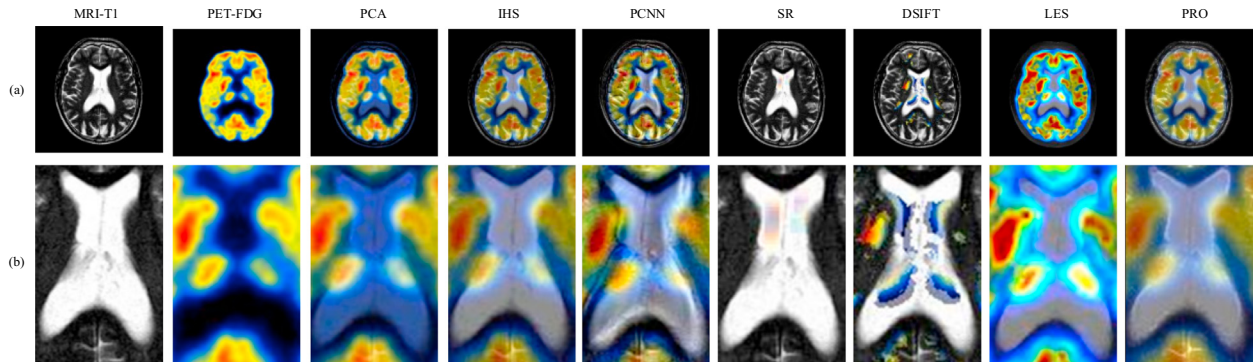 MRI-T1 PET-FDG PCA IHS PCNN SR DSIFT LES PRO
(a)
(b)